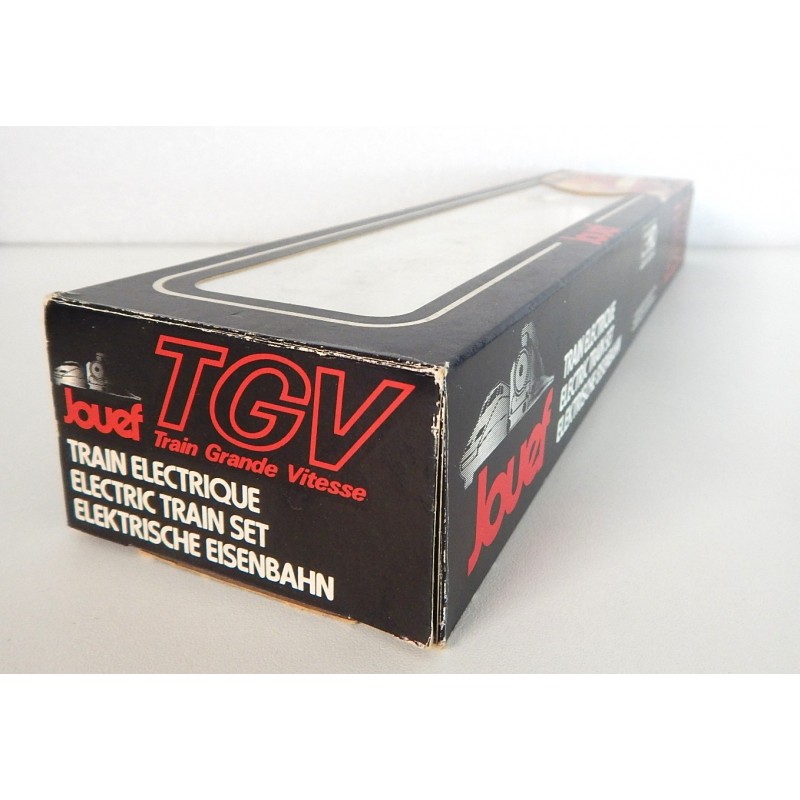 TGV
Jouef
Train Grande Vitesse
TRAIN ELECTRIQUE
ELECTRIC TRAIN SET
ELEKTRISCHE EISENBAHN
Jouef
Jouef
TRAIN ELECTRIQUE
ELECTRIC TRAIN SET
ELEKTRISCHE EISENBAHN